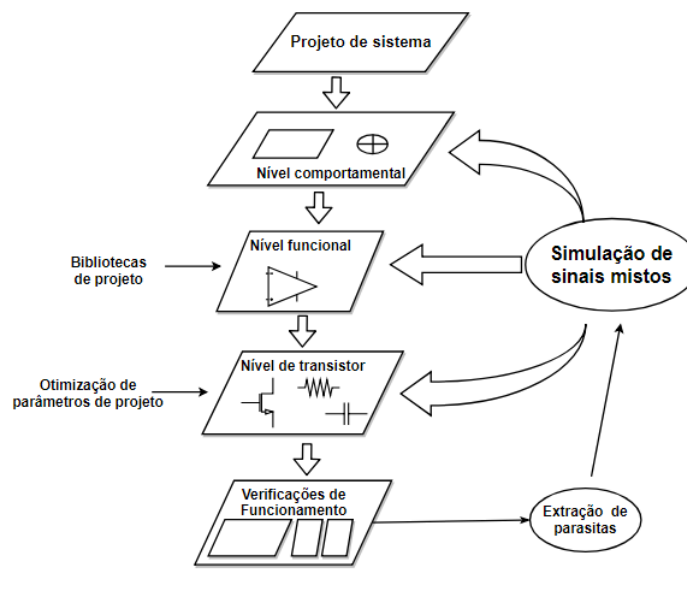 Projeto de sistema
Nível comportamental
Nível funcional
Bibliotecas
de projeto
Simulação de
sinais mistos
Nível de transistor
Otimização de
parâmetros de projeto
Verificações de
Funcionamento
Extração de
parasitas